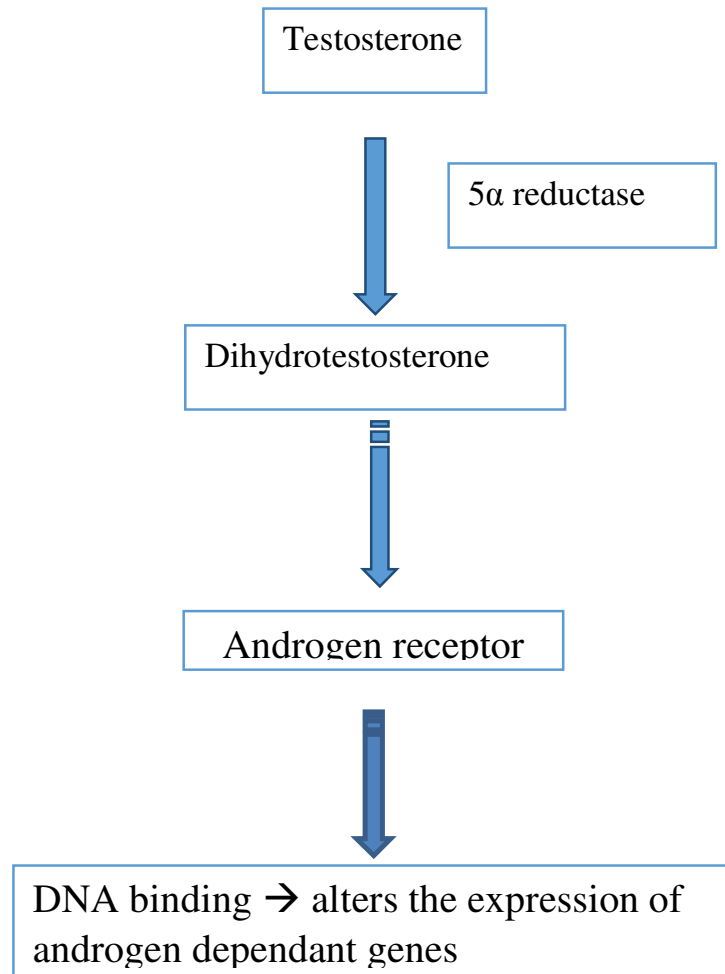 Testosterone
5α reductase
Dihydrotestosterone
Androgen receptor
DNA binding → alters the expression of
androgen dependant genes